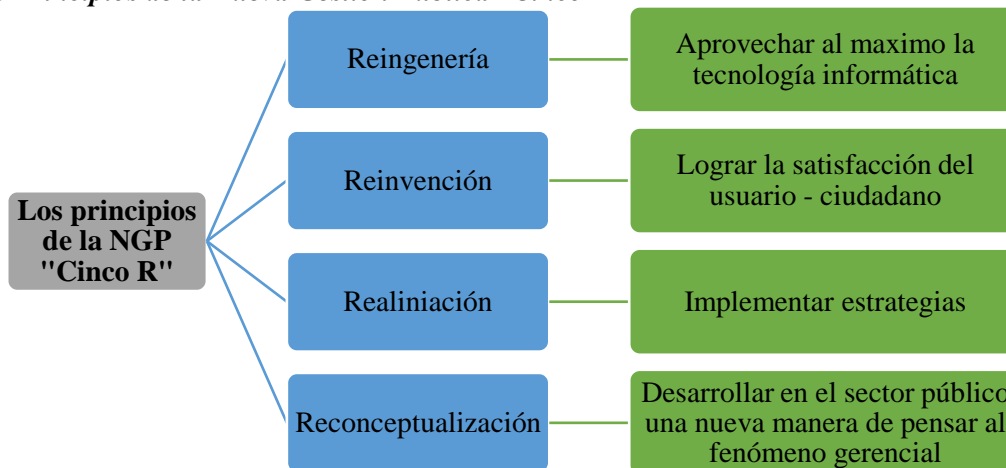 Reingenería
Aprovechar al maximo la
tecnología informática
Reinvención
Lograr la satisfacción del
usuario - ciudadano
Los principios
de la NGP
"Cinco R"
Realiniación
Implementar estrategias
Reconceptualización
Desarrollar en el sector público
una nueva manera de pensar al
fenómeno gerencial